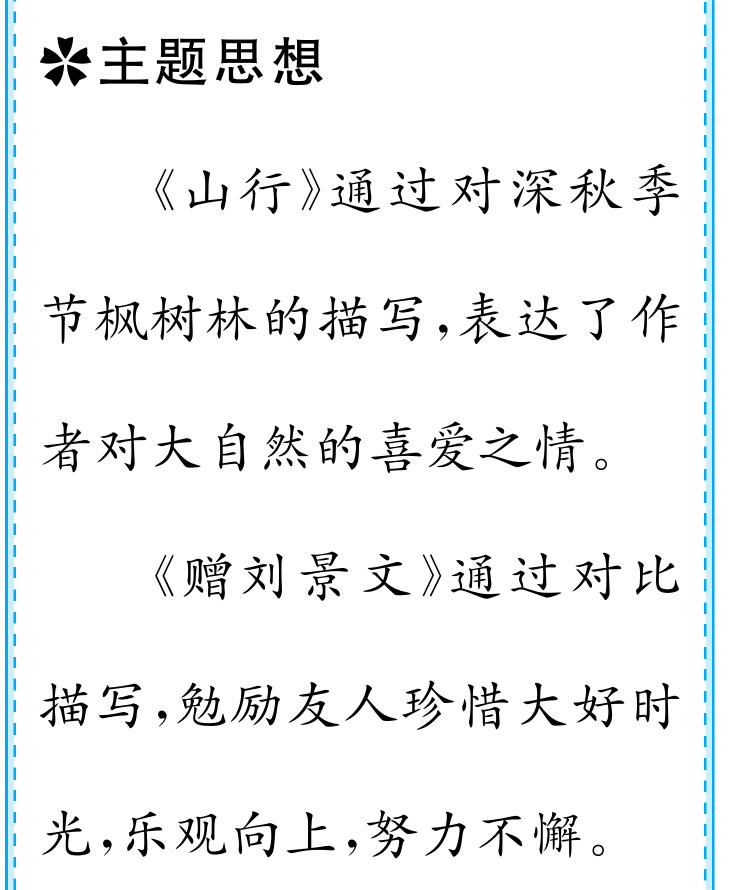 主题思想
《山行》通过对深秋季
节枫树林的描写,表达了作
者对大自然的喜爱之情。
《赠刘景文》通过对比
描写,勉励友人珍惜大好时
光,乐观向上,努力不懈。